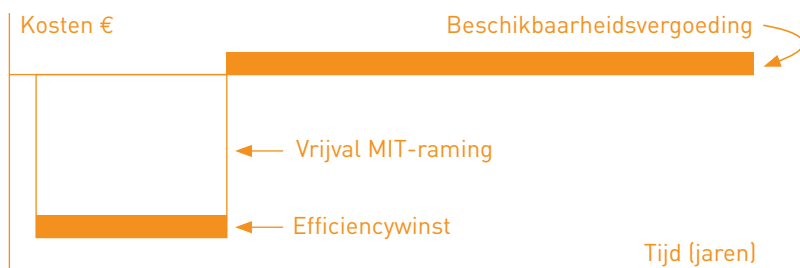 Kosten €
Beschikbaarheidsvergoeding
Vrijval MIT-raming
Efficiencywinst
Tijd (jaren)